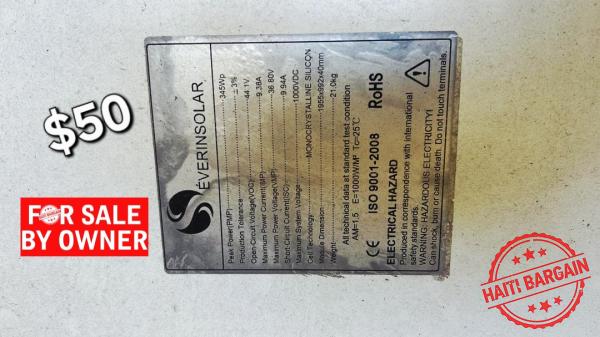 $50
FOR SALE
BY OWNER
ÉVERINSOLAR
Peak Power(PMP) 345Wp
Production Tolerance ± 3%
Open-Circuit Voltage(VOC) 44.1V
Maximum Power Current(IMP) 9.38A
Maximum Power Voltage(VMP) 36.80V
Short-Circuit Current(ISC) 9.94A
Maximum System Voltage 1000VDC
Cell Technology MONOCRYSTALLINE SILICON
Module Dimension 1955x992x40mm
Weight 21.0kg
All technical data at standard test condition
AM=1.5 E=1000W/M² Tc=25℃
CE ISO 9001-2008 RoHS
ELECTRICAL HAZARD
Produced in correspondence with international
safety standards.
WARNING: HAZARDOUS ELECTRICITY!
Can shock, burn or cause death. Do not touch terminals.
HAITI BARGAIN